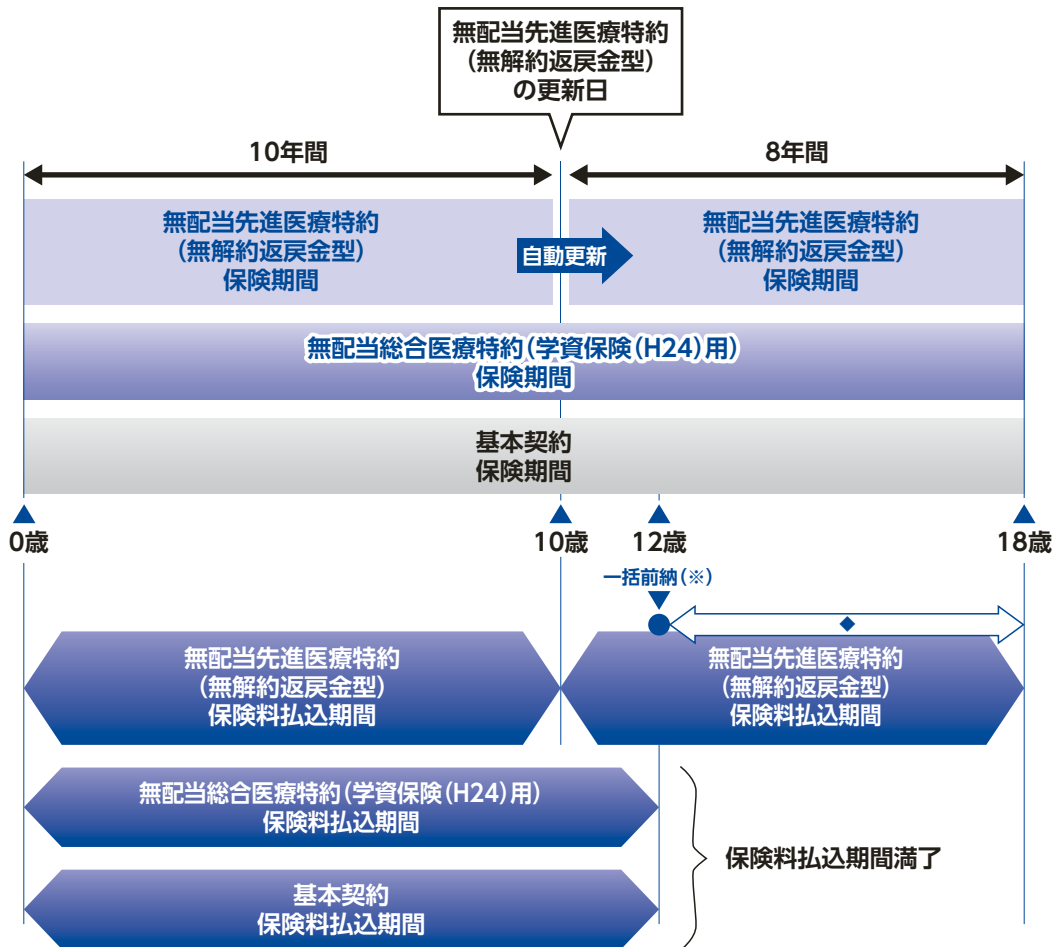 無配当先進医療特約
(無解約返戻金型)
の更新日
10年間
8年間
無配当先進医療特約
(無解約返戻金型)
保険期間
自動更新
無配当先進医療特約
(無解約返戻金型)
保険期間
無配当総合医療特約(学資保険(H24)用)
保険期間
基本契約
保険期間
0歳
10歳
12歳
18歳
一括前納(※)
◆
無配当先進医療特約
(無解約返戻金型)
保険料払込期間
無配当先進医療特約
(無解約返戻金型)
保険料払込期間
無配当総合医療特約(学資保険(H24)用)
保険料払込期間
基本契約
保険料払込期間
保険料払込期間満了